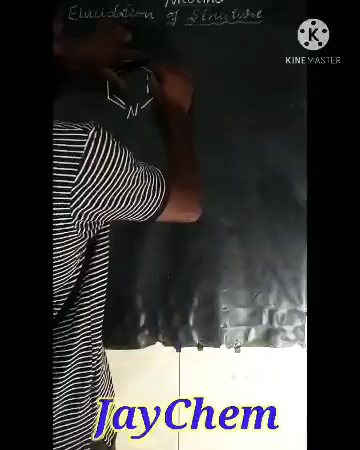 Nicotine
Elucidation of Structure
K
KINEMASTER
N
JayChem